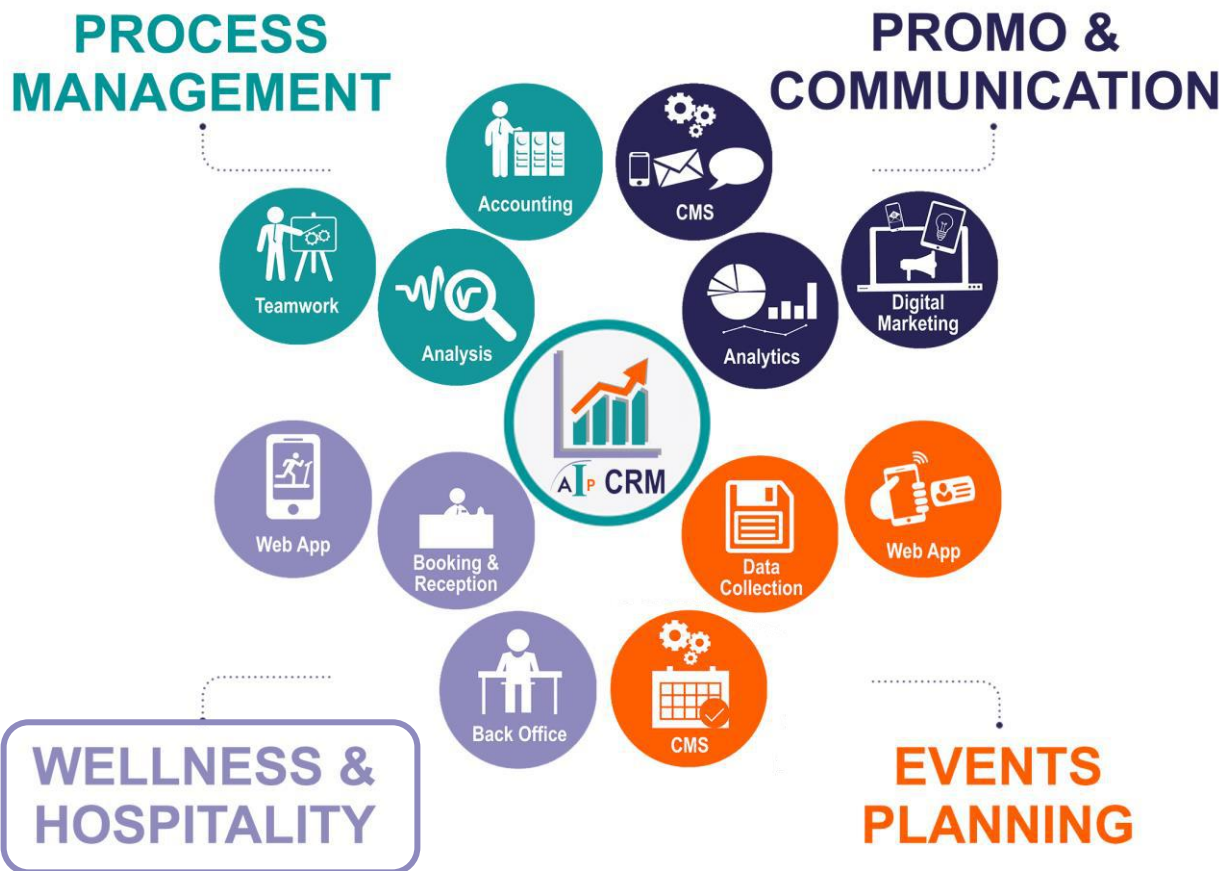 PROCESS
MANAGEMENT
PROMO &
COMMUNICATION
Accounting
CMS
Teamwork
Analysis
Analytics
Digital
Marketing
AIP CRM
Web App
Booking &
Reception
Data
Collection
Web App
Back Office
CMS
WELLNESS &
HOSPITALITY
EVENTS
PLANNING